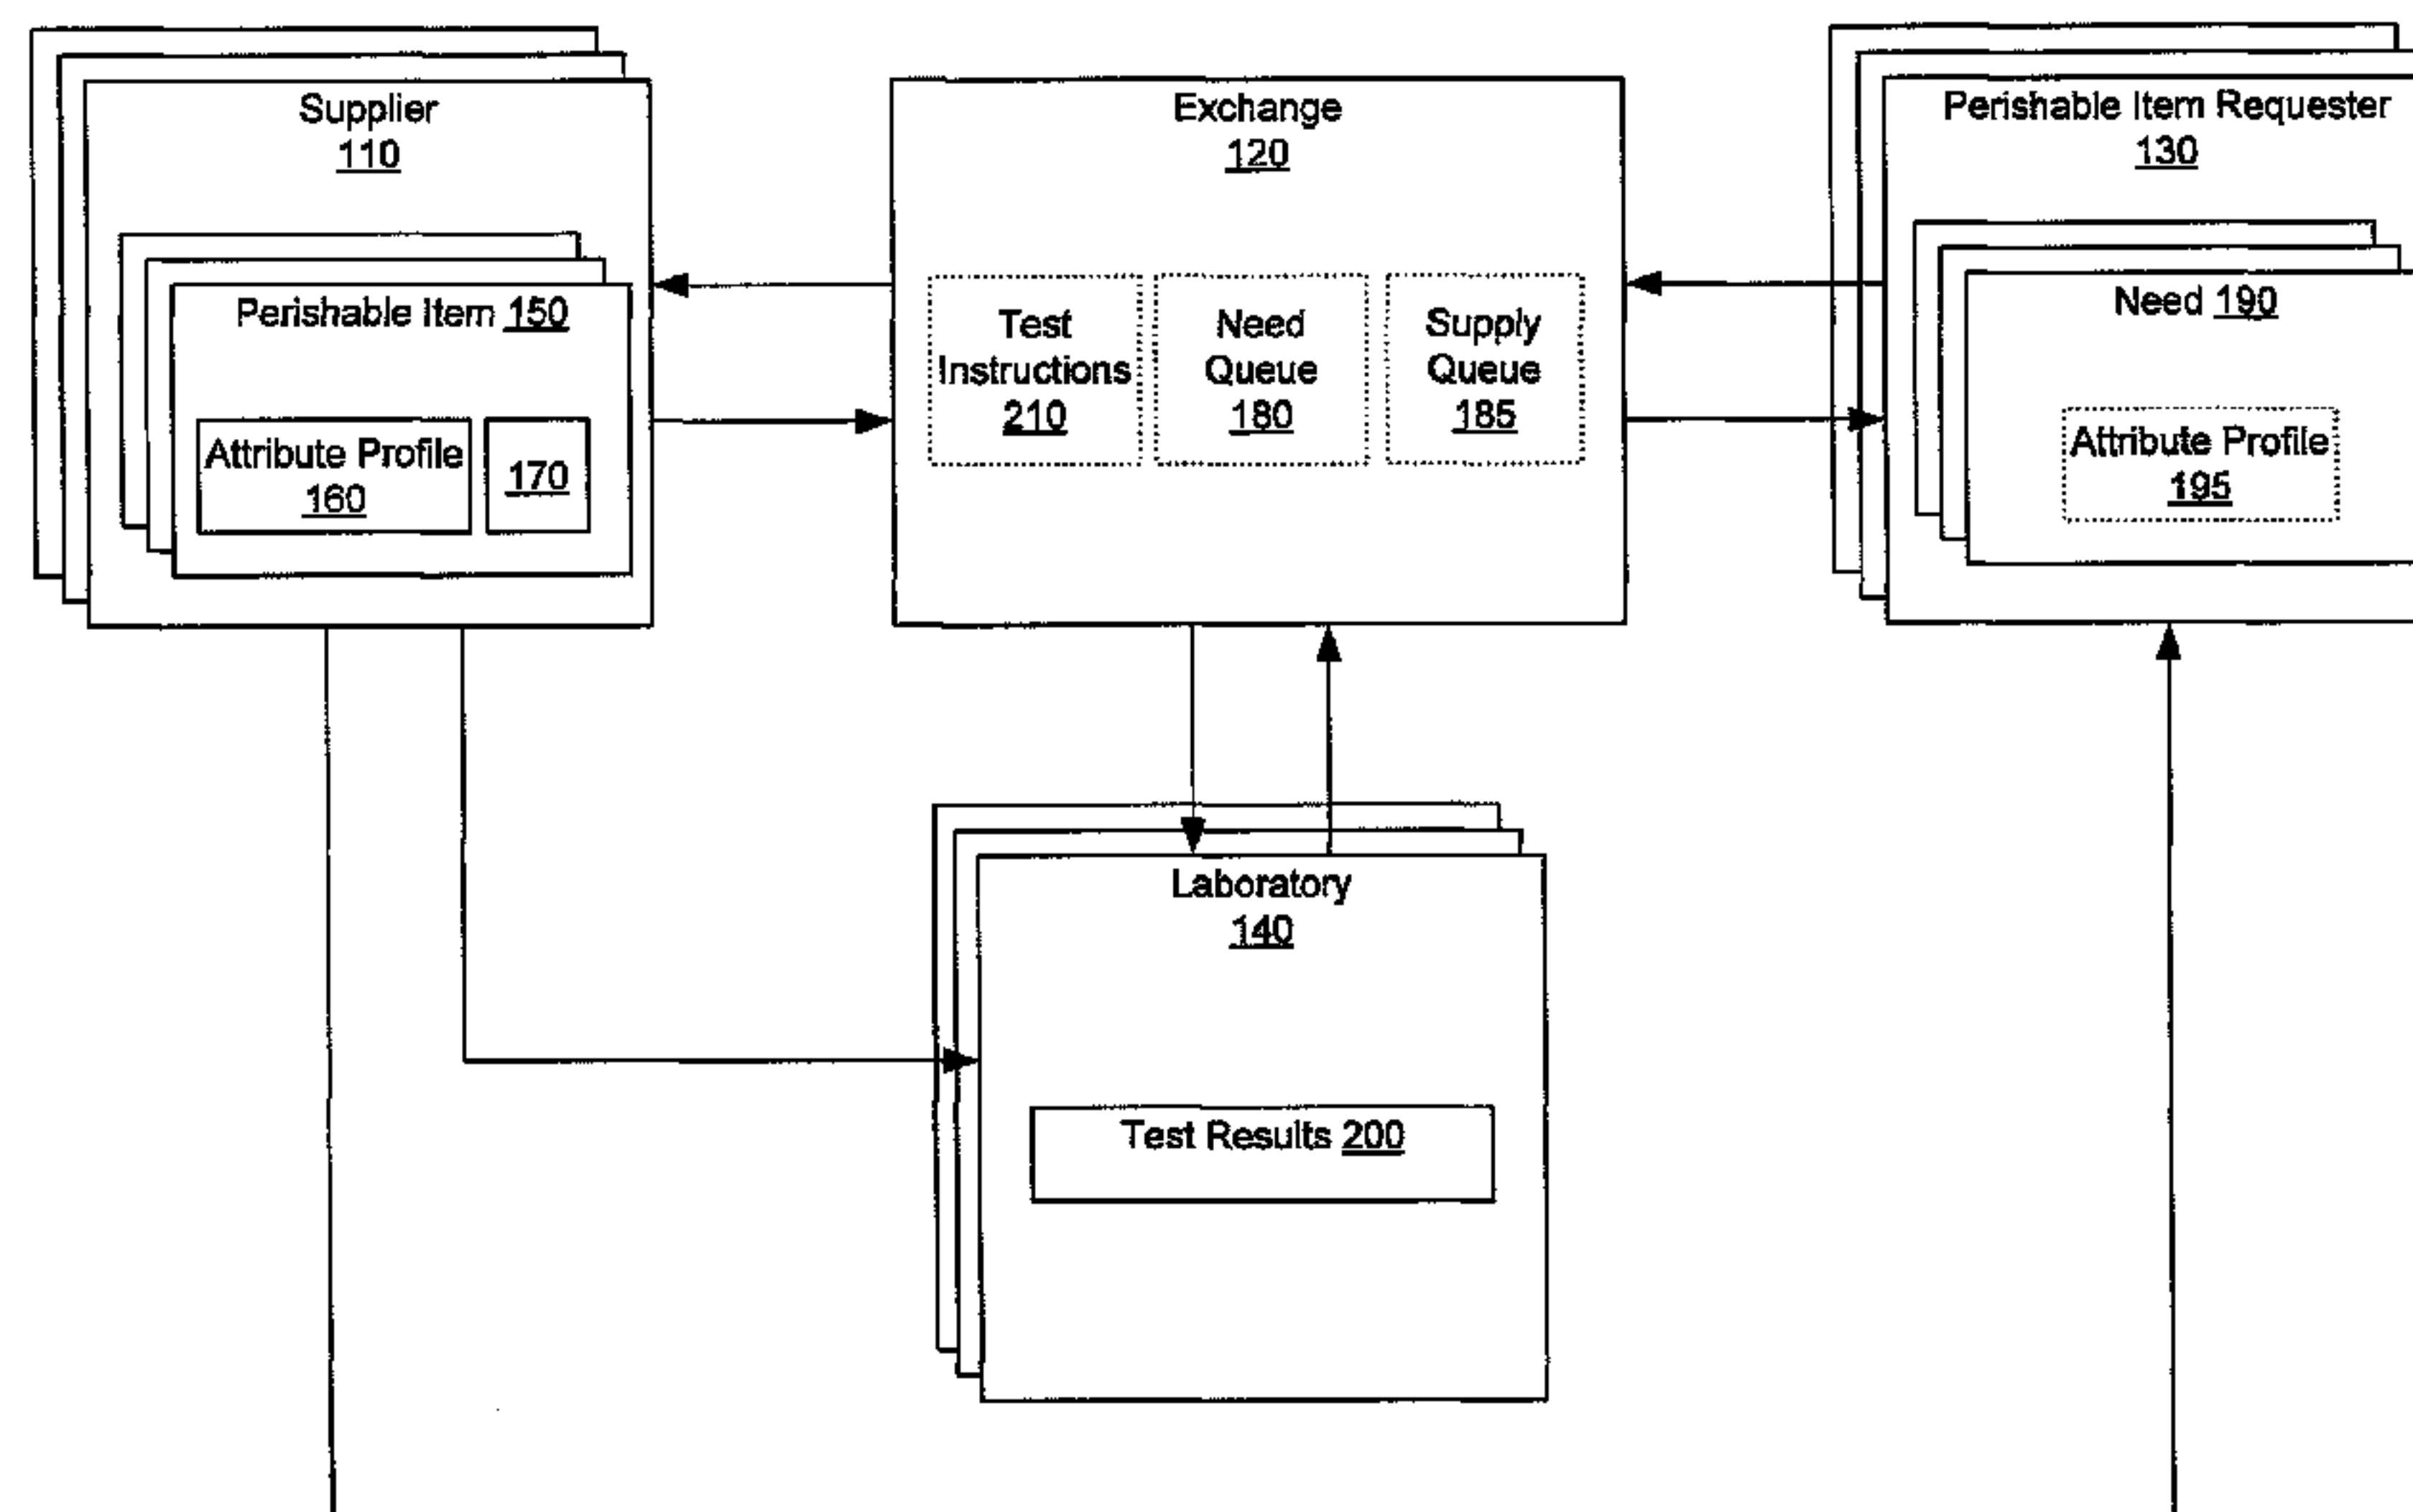 Supplier
110
Perishable Item 150
Attribute Profile
160
170
Exchange
120
Test
Instructions
210
Need
Queue
180
Supply
Queue
185
Perishable Item Requester
130
Need 190
Attribute Profile
195
Laboratory
140
Test Results 200